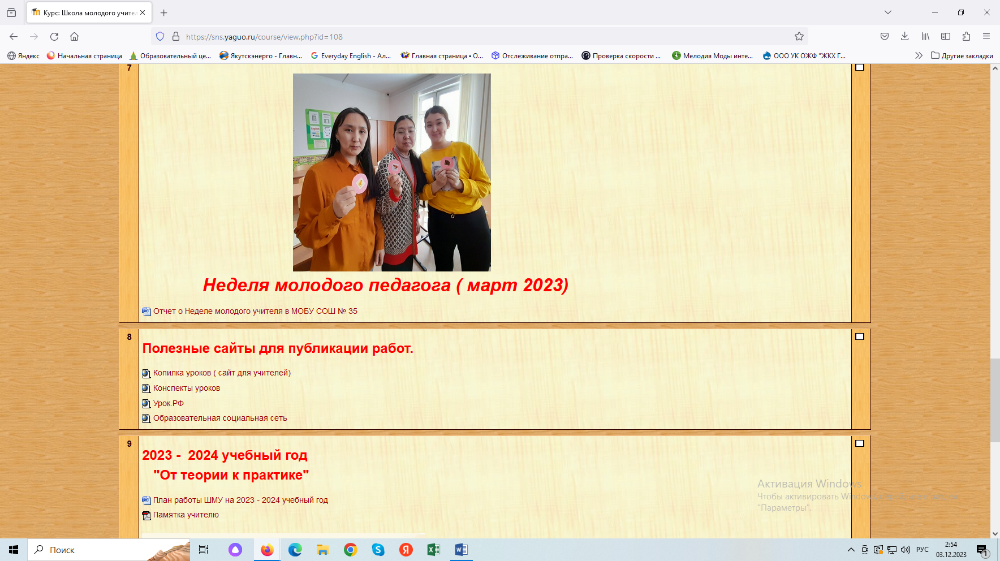 Курс: Школа молодого учител
https://sns.yaguo.ru/course/view.php?id=108
Яндекс
Начальная страница
Образовательный це...
Якутскэнерго - Главн...
Everyday English - Ал...
Главная страница • О...
Отслеживание отпра...
Проверка скорости ...
Мелодия Моды инте...
ООО УК ОЖФ "ЖКХ Г...
Другие закладки
7
Неделя молодого педагога ( март 2023)
Отчет о Неделе молодого учителя в МОБУ СОШ № 35
8
Полезные сайты для публикации работ.
Копилка уроков ( сайт для учителей)
Конспекты уроков
Урок.РФ
Образовательная социальная сеть
9
2023 - 2024 учебный год
"От теории к практике"
План работы ШМУ на 2023 - 2024 учебный год
Памятка учителю
Активация Windows
Чтобы активировать Windows
"Параметры".
Поиск
РУС
2:54
03.12.2023
1